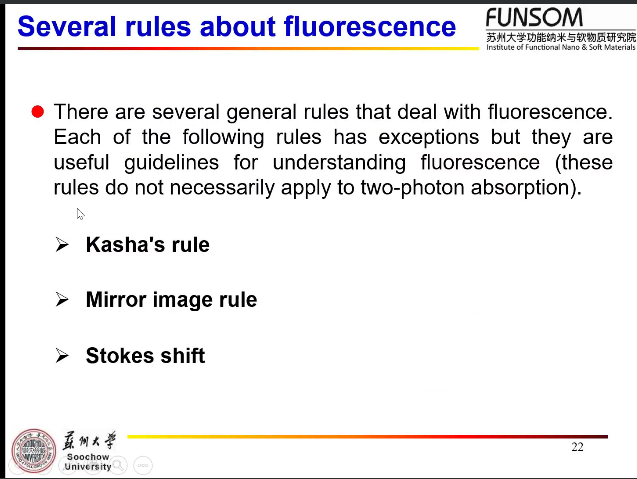 Several rules about fluorescence
FUNSOM
苏州大学功能纳米与软物质研究院
Institute of Functional Nano & Soft Materials
There are several general rules that deal with fluorescence.
Each of the following rules has exceptions but they are
useful guidelines for understanding fluorescence (these
rules do not necessarily apply to two-photon absorption).
Kasha's rule
Mirror image rule
Stokes shift
蘇州大學
Soochow
University
22